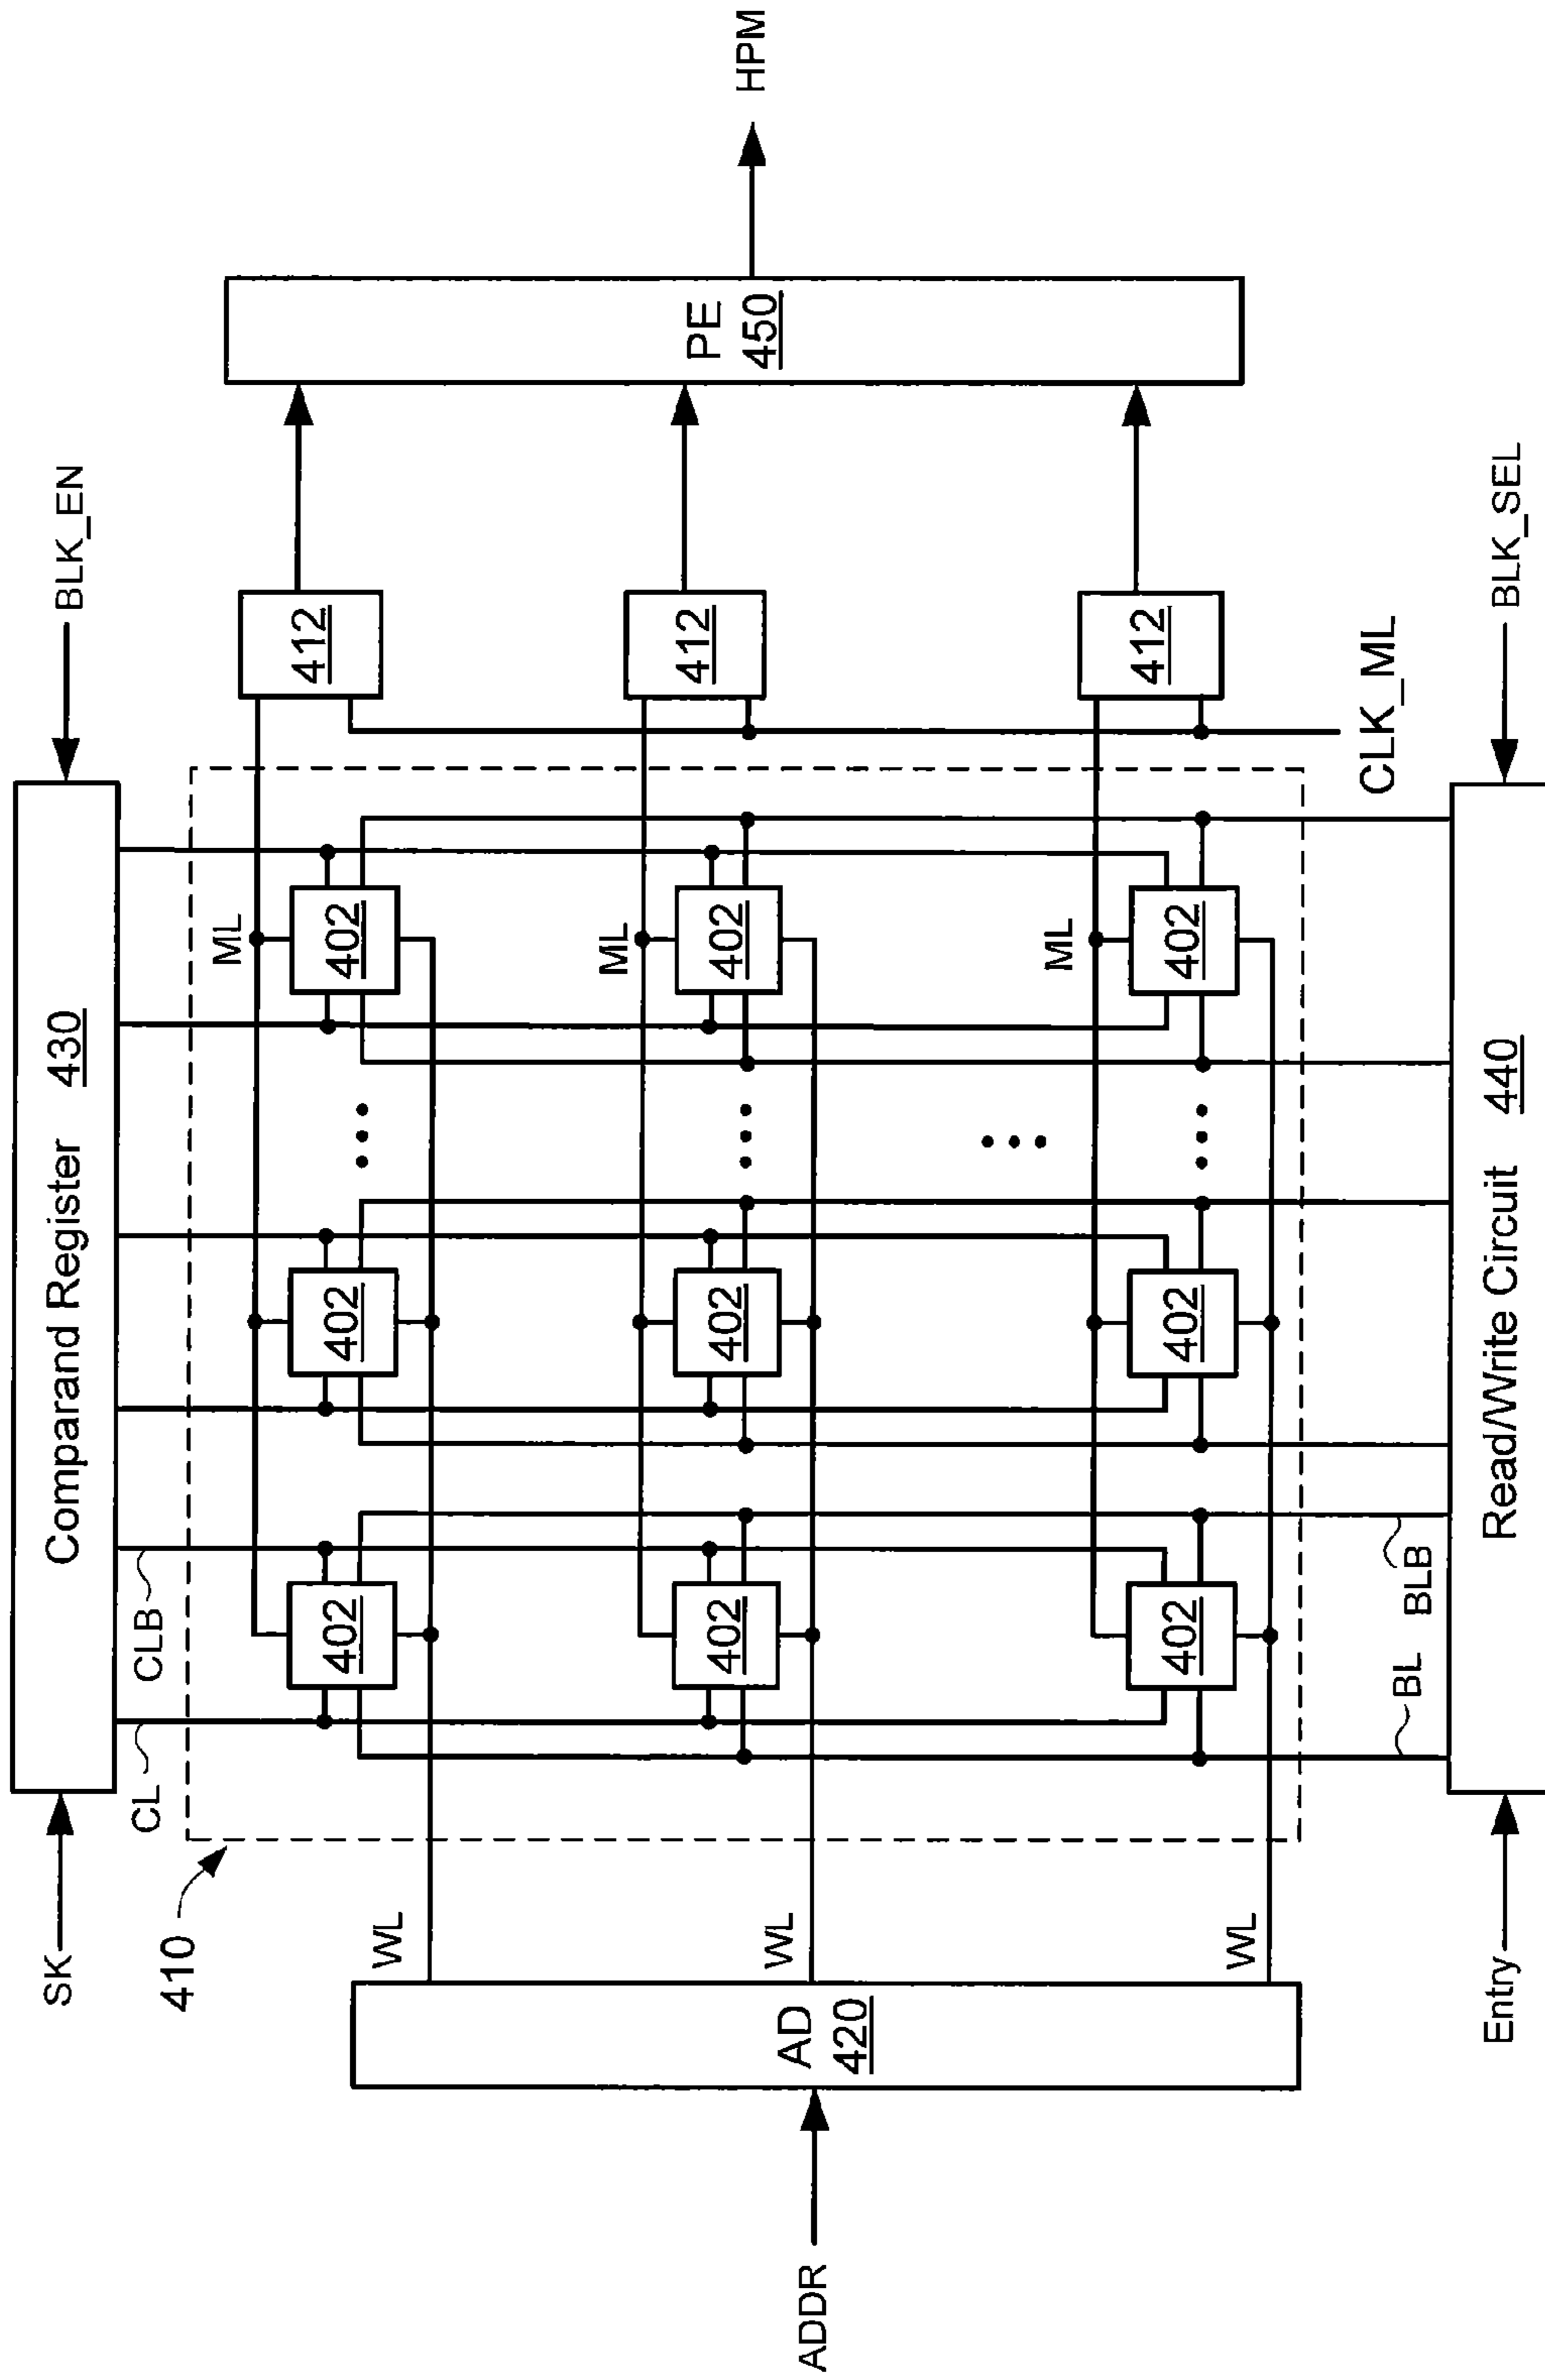 SK
Comparand Register 430
BLK_EN
CL
CLB
410
402
402
ML
402
412
WL
402
402
ML
402
412
WL
ADDR
AD
420
PE
450
HPM
402
402
ML
402
412
WL
BL
BLB
CLK_ML
Entry
Read/Write Circuit 440
BLK_SEL